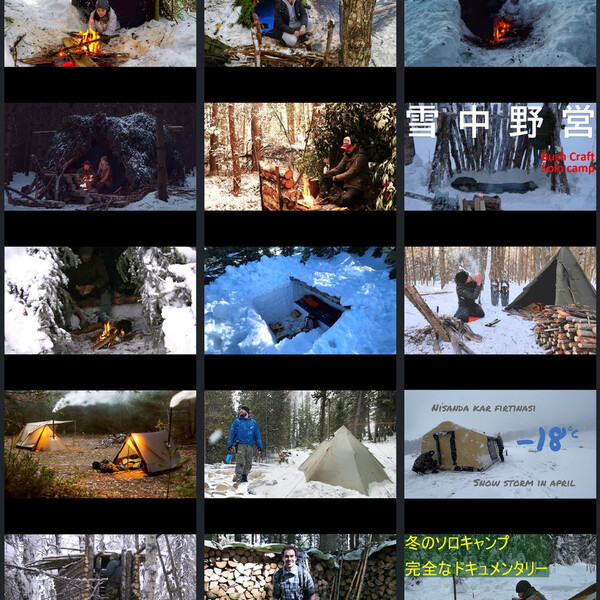 雪中野営
Bush Craft
Solo camp
Nisanda kar firtinasi
-18°C
Snow storm in april
冬のソロキャンプ
完全なドキュメンタリー